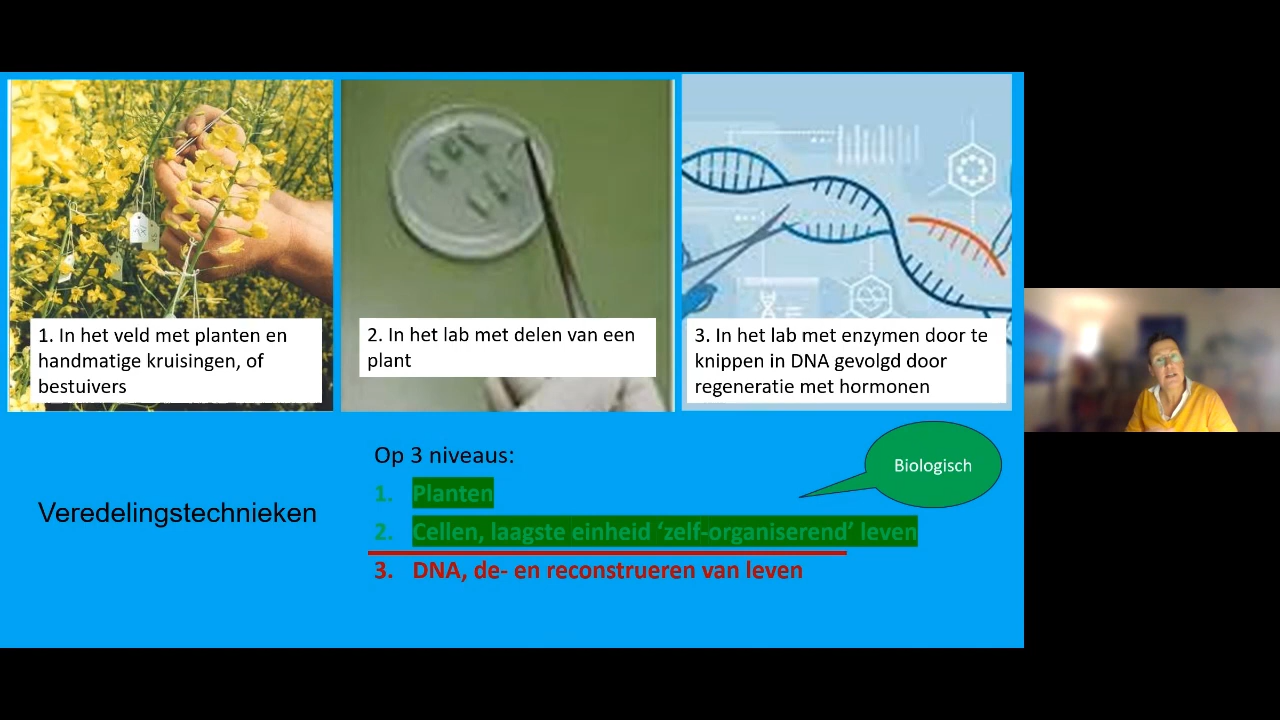 1. In het veld met planten en
handmatige kruisingen, of
bestuivers
2. In het lab met delen van een
plant
3. In het lab met enzymen door te
knippen in DNA gevolgd door
regeneratie met hormonen
Veredelingstechnieken
Op 3 niveaus:
1. Planten
2. Cellen, laagste einheid ‘zelf-organiserend’ leven
3. DNA, de- en reconstrueren van leven
Biologisch